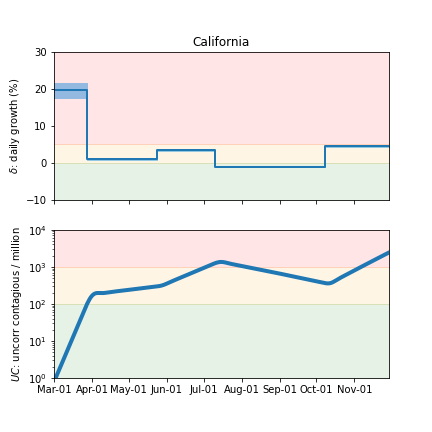 California
δ: daily growth (%)
30
20
10
0
−10
UC: uncorr contagious / million
10⁴
10³
10²
10¹
10⁰
Mar-01 Apr-01 May-01 Jun-01 Jul-01 Aug-01 Sep-01 Oct-01 Nov-01